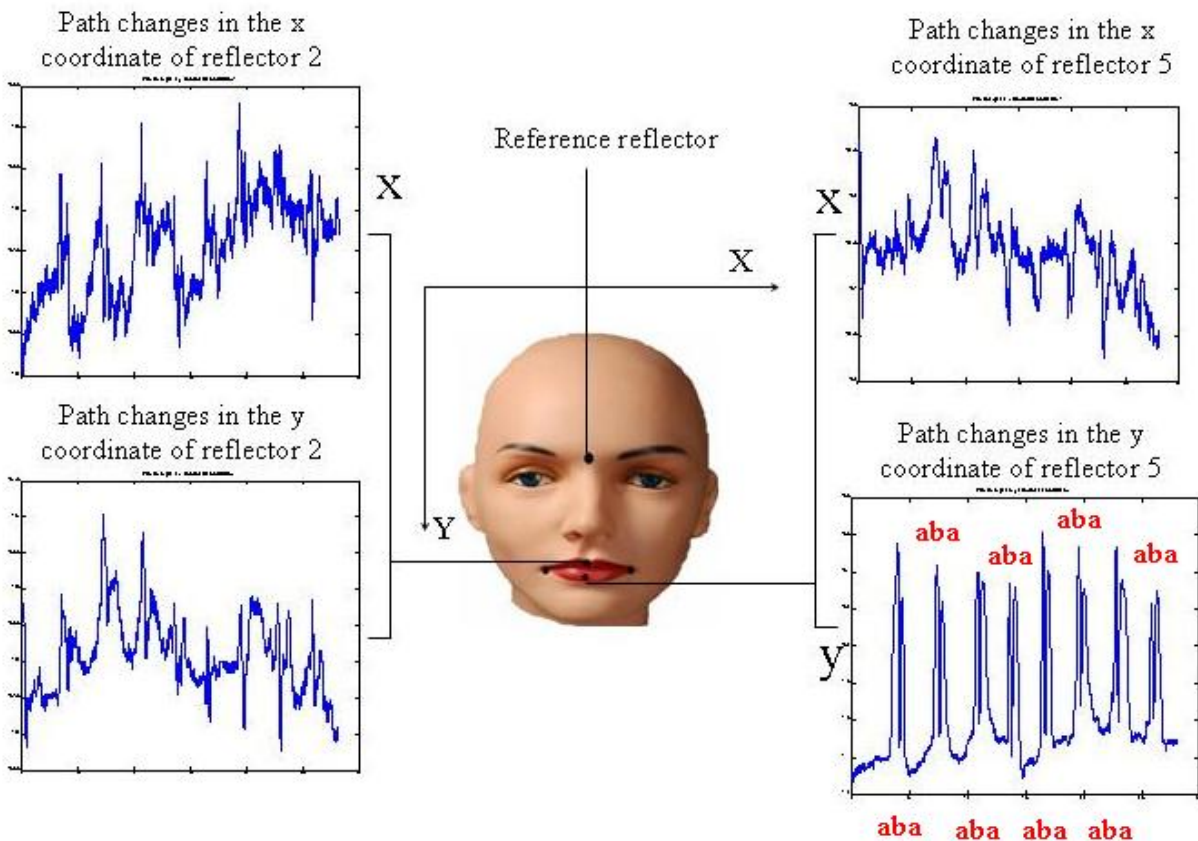 Path changes in the x
coordinate of reflector 2
Path changes in the x
coordinate of reflector 5
Reference reflector
X
X
X
Path changes in the y
coordinate of reflector 2
Path changes in the y
coordinate of reflector 5
Y
y
aba
aba
aba
aba
aba
aba
aba
aba